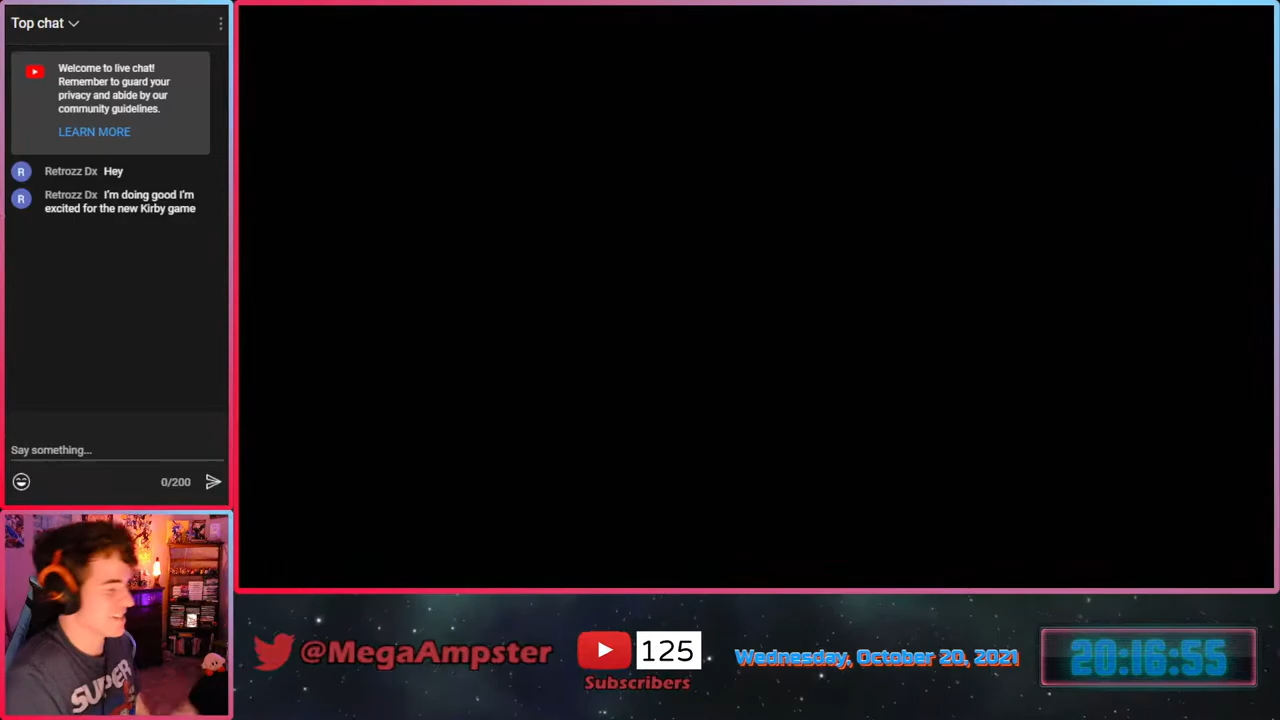 Top chat
Welcome to live chat!
Remember to guard your
privacy and abide by our
community guidelines.
LEARN MORE
R Retrozz Dx Hey
R Retrozz Dx I'm doing good I'm
excited for the new Kirby game
Say something...
0/200
SUPER
@MegaAmpster
125
Subscribers
Wednesday, October 20, 2021
20:16:55